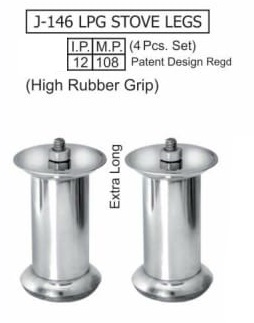 J-146 LPG STOVE LEGS
I.P. M.P. (4 Pcs. Set)
12 108 Patent Design Regd
(High Rubber Grip)
Extra Long